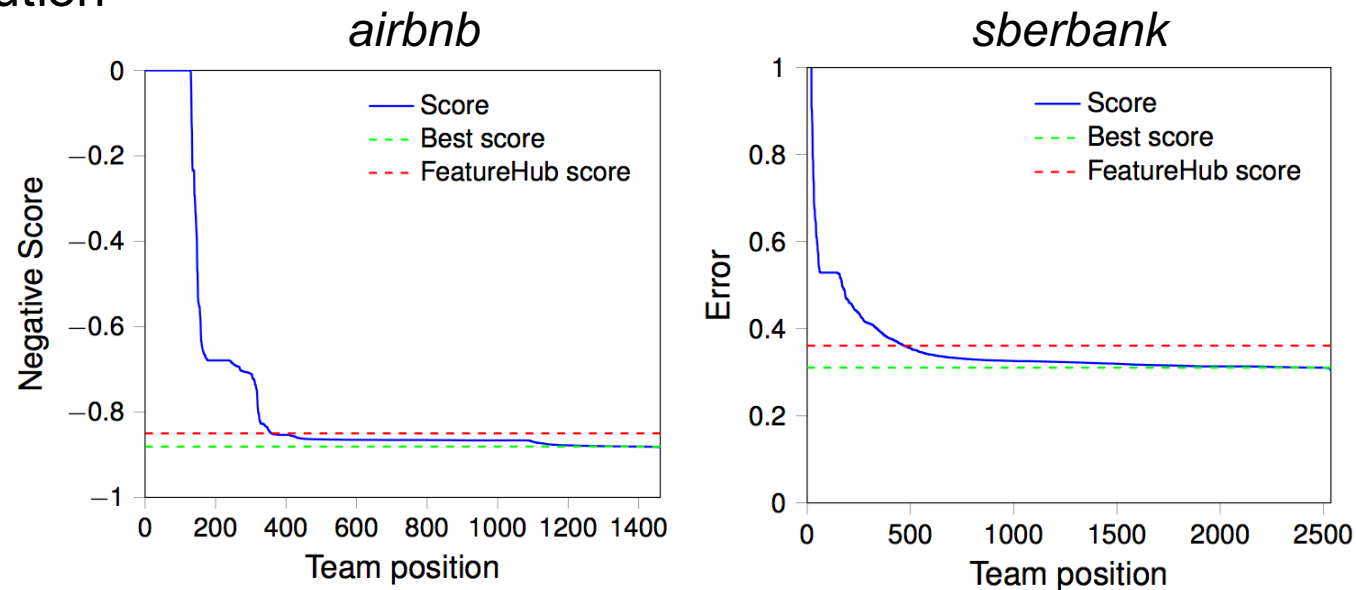 airbnb
Negative Score
0
−0.2
−0.4
−0.6
−0.8
−1
Score
Best score
FeatureHub score
0 200 400 600 800 1000 1200 1400
Team position
sberbank
Error
1
0.8
0.6
0.4
0.2
0
Score
Best score
FeatureHub score
0 500 1000 1500 2000 2500
Team position